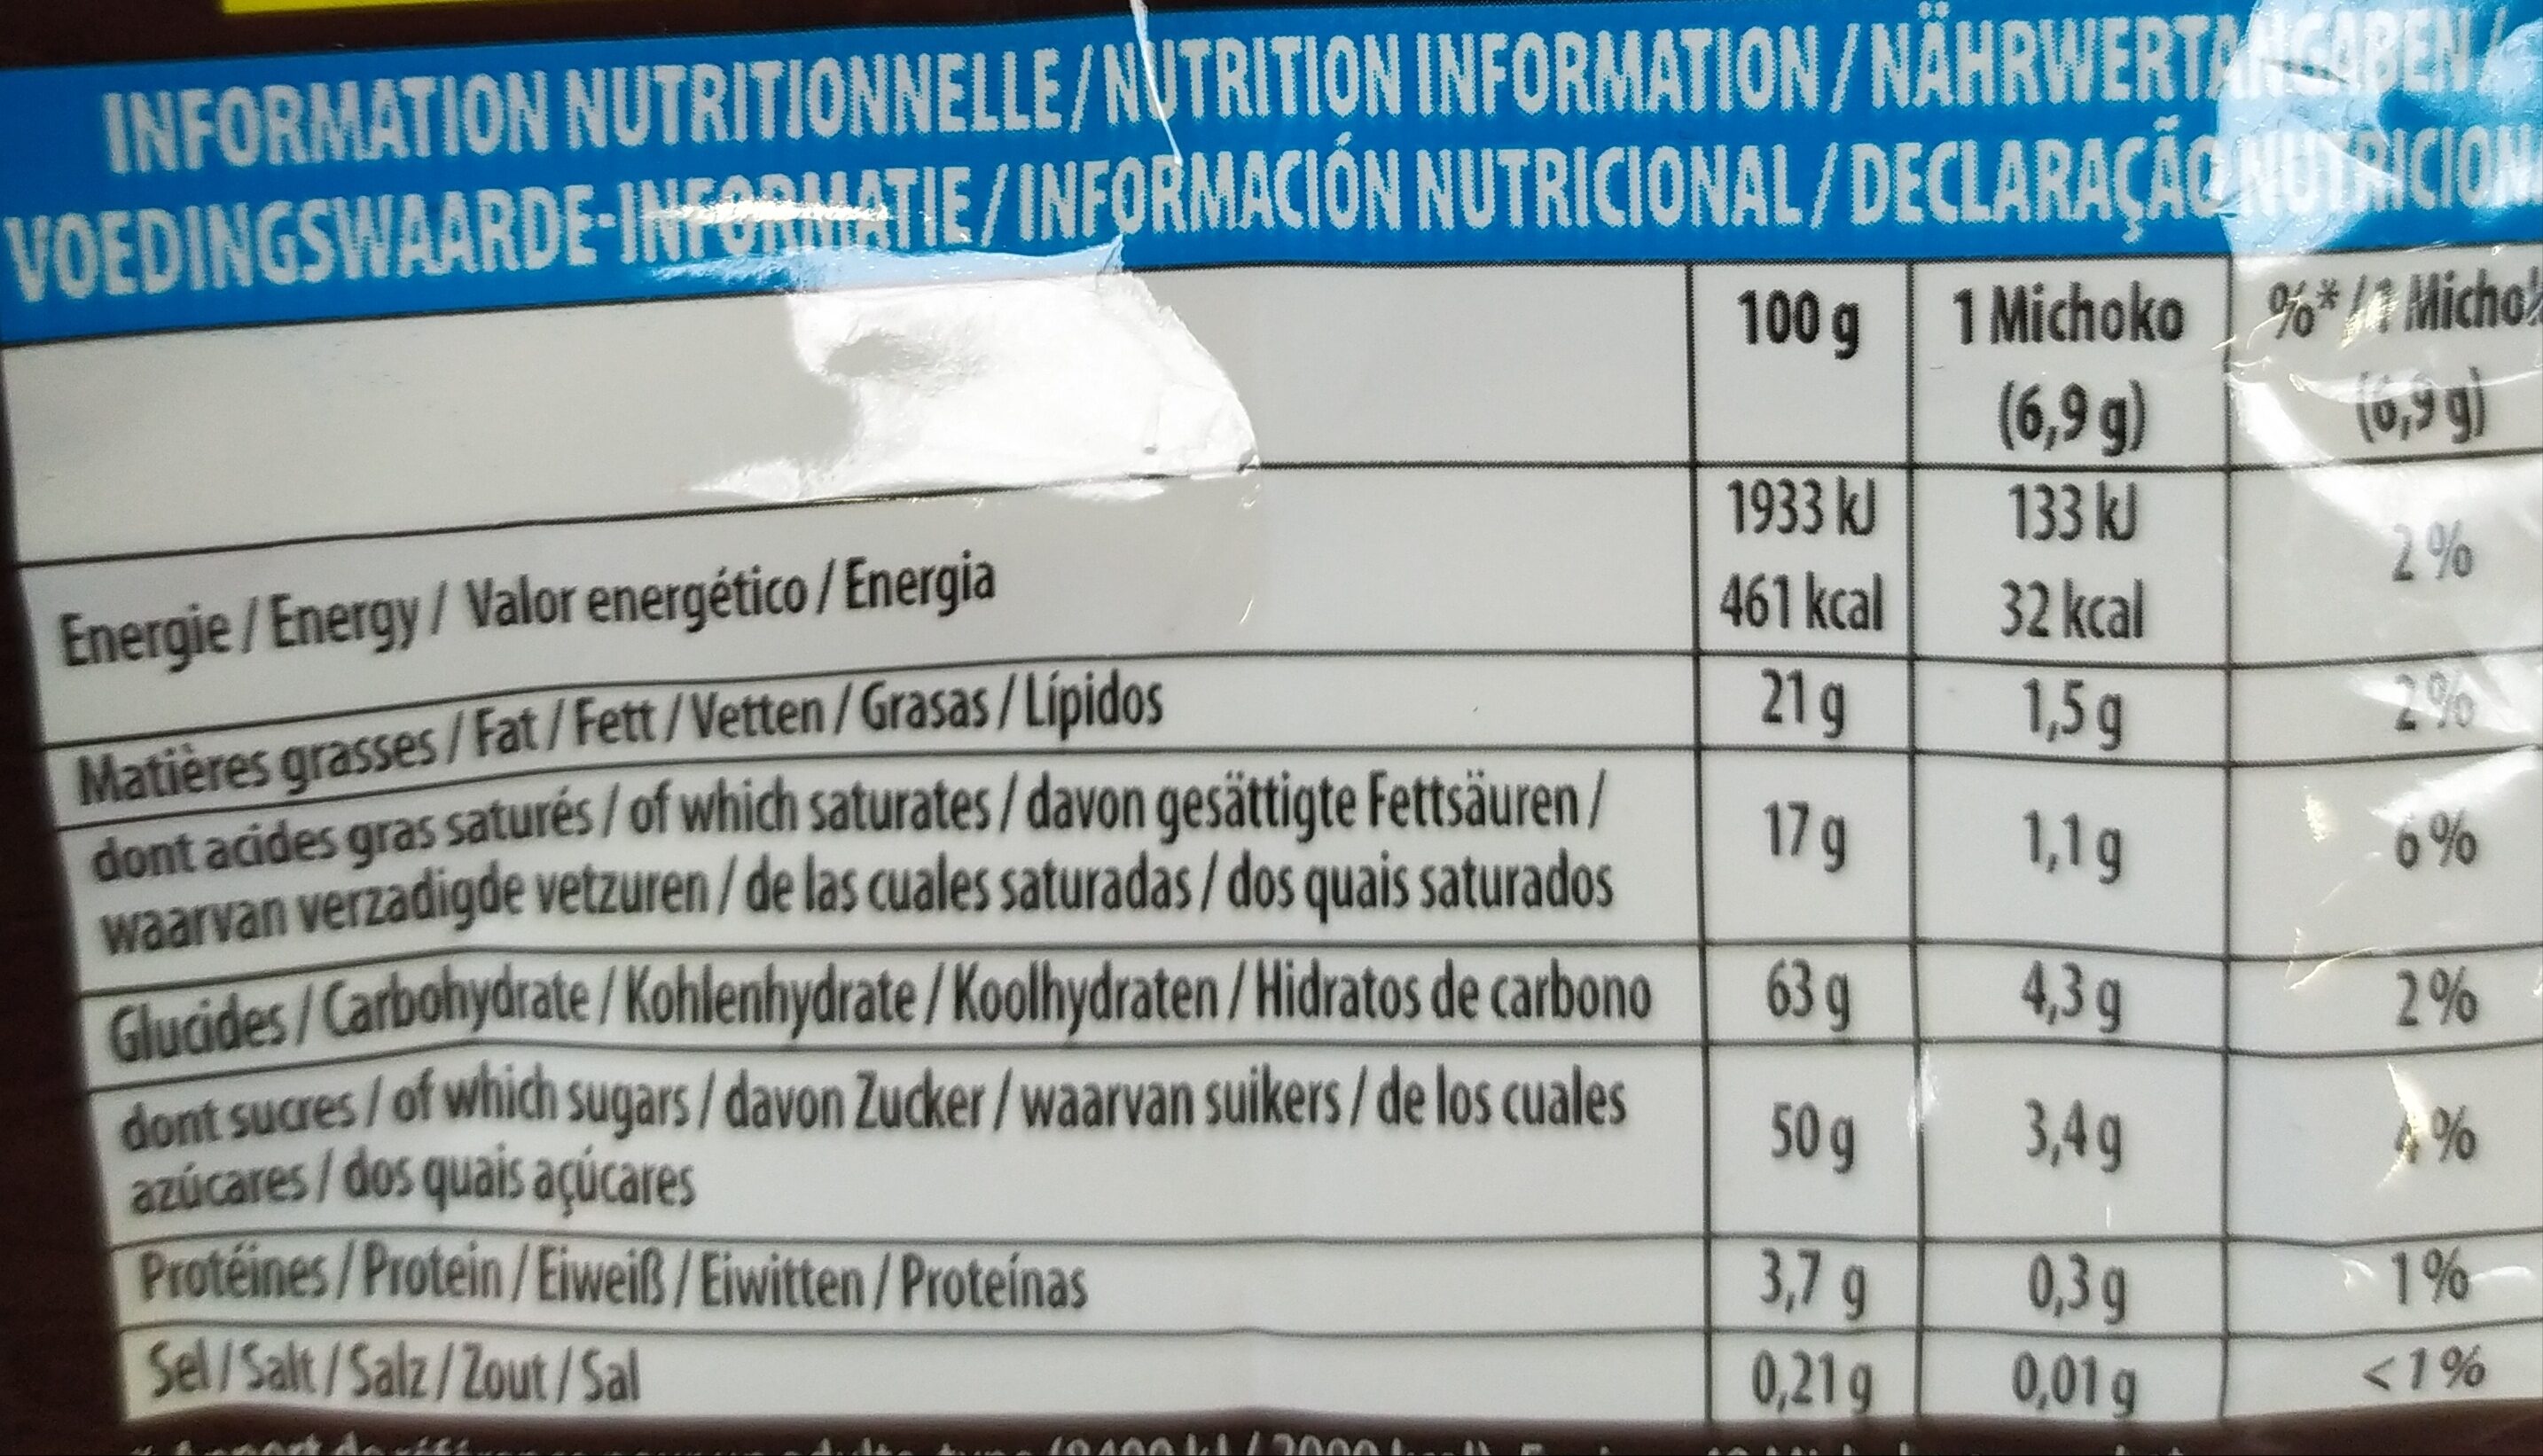 INFORMATION NUTRITIONNELLE/NUTRITION INFORMATION/NÄHRWERTANGABEN/
VOEDINGSWAARDE-INFORMATIE/INFORMACIÓN NUTRICIONAL/DECLARAÇÃO
100 g 1 Michoko %*/1
(6,9 g) (6,9 g)
1933 kJ 133 kJ
Energie / Energy / Valor energético / Energia 2 %
461 kcal 32 kcal
Matières grasses / Fat / Fett / Vetten / Grasas / Lípidos 21 g 1,5 g 2 %
dont acides gras saturés / of which saturates / davon gesättigte Fettsäuren / 17 g 1,1 g 6 %
waarvan verzadigde vetzuren / de las cuales saturadas / dos quais saturados
Glucides / Carbohydrate / Kohlenhydrate / Koolhydraten / Hidratos de carbono 63 g 4,3 g 2 %
dont sucres / of which sugars / davon Zucker / waarvan suikers / de los cuales 50 g 3,4 g 4 %
azúcares / dos quais açúcares
Protéines / Protein / Eiweiß / Eiwitten / Proteínas 3,7 g 0,3 g 1 %
Sel / Salt / Salz / Zout / Sal 0,21 g 0,01 g < 1 %